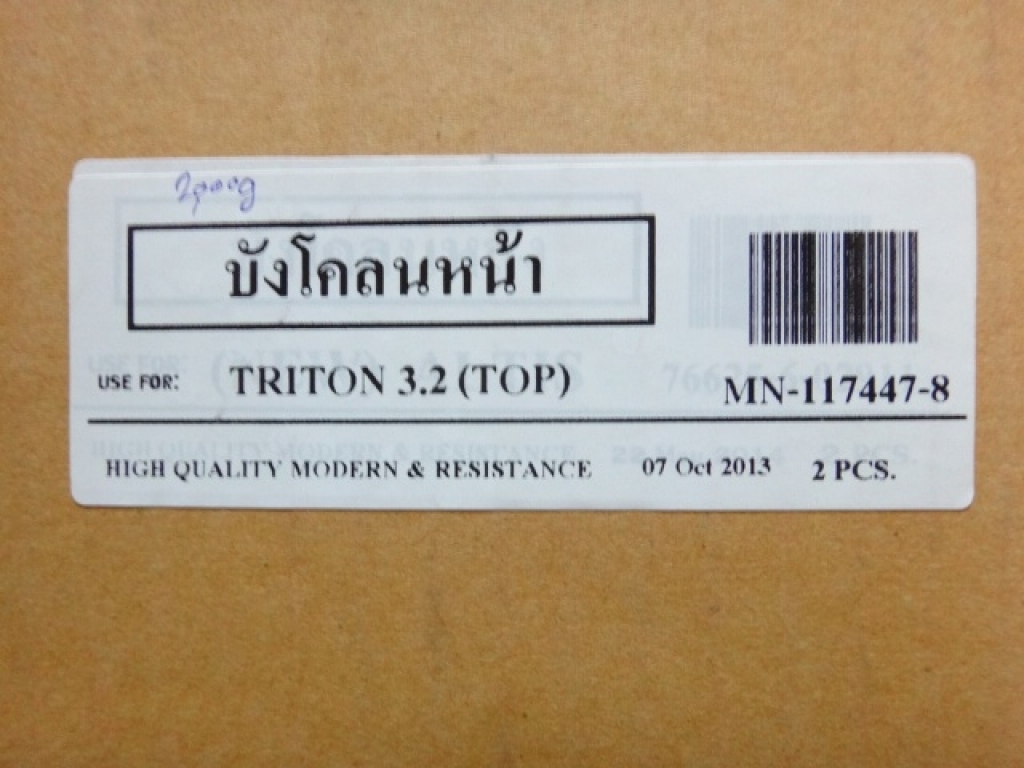 บังโคลนหน้า
USE FOR: TRITON 3.2 (TOP) MN-117447-8
HIGH QUALITY MODERN & RESISTANCE 07 Oct 2013 2 PCS.